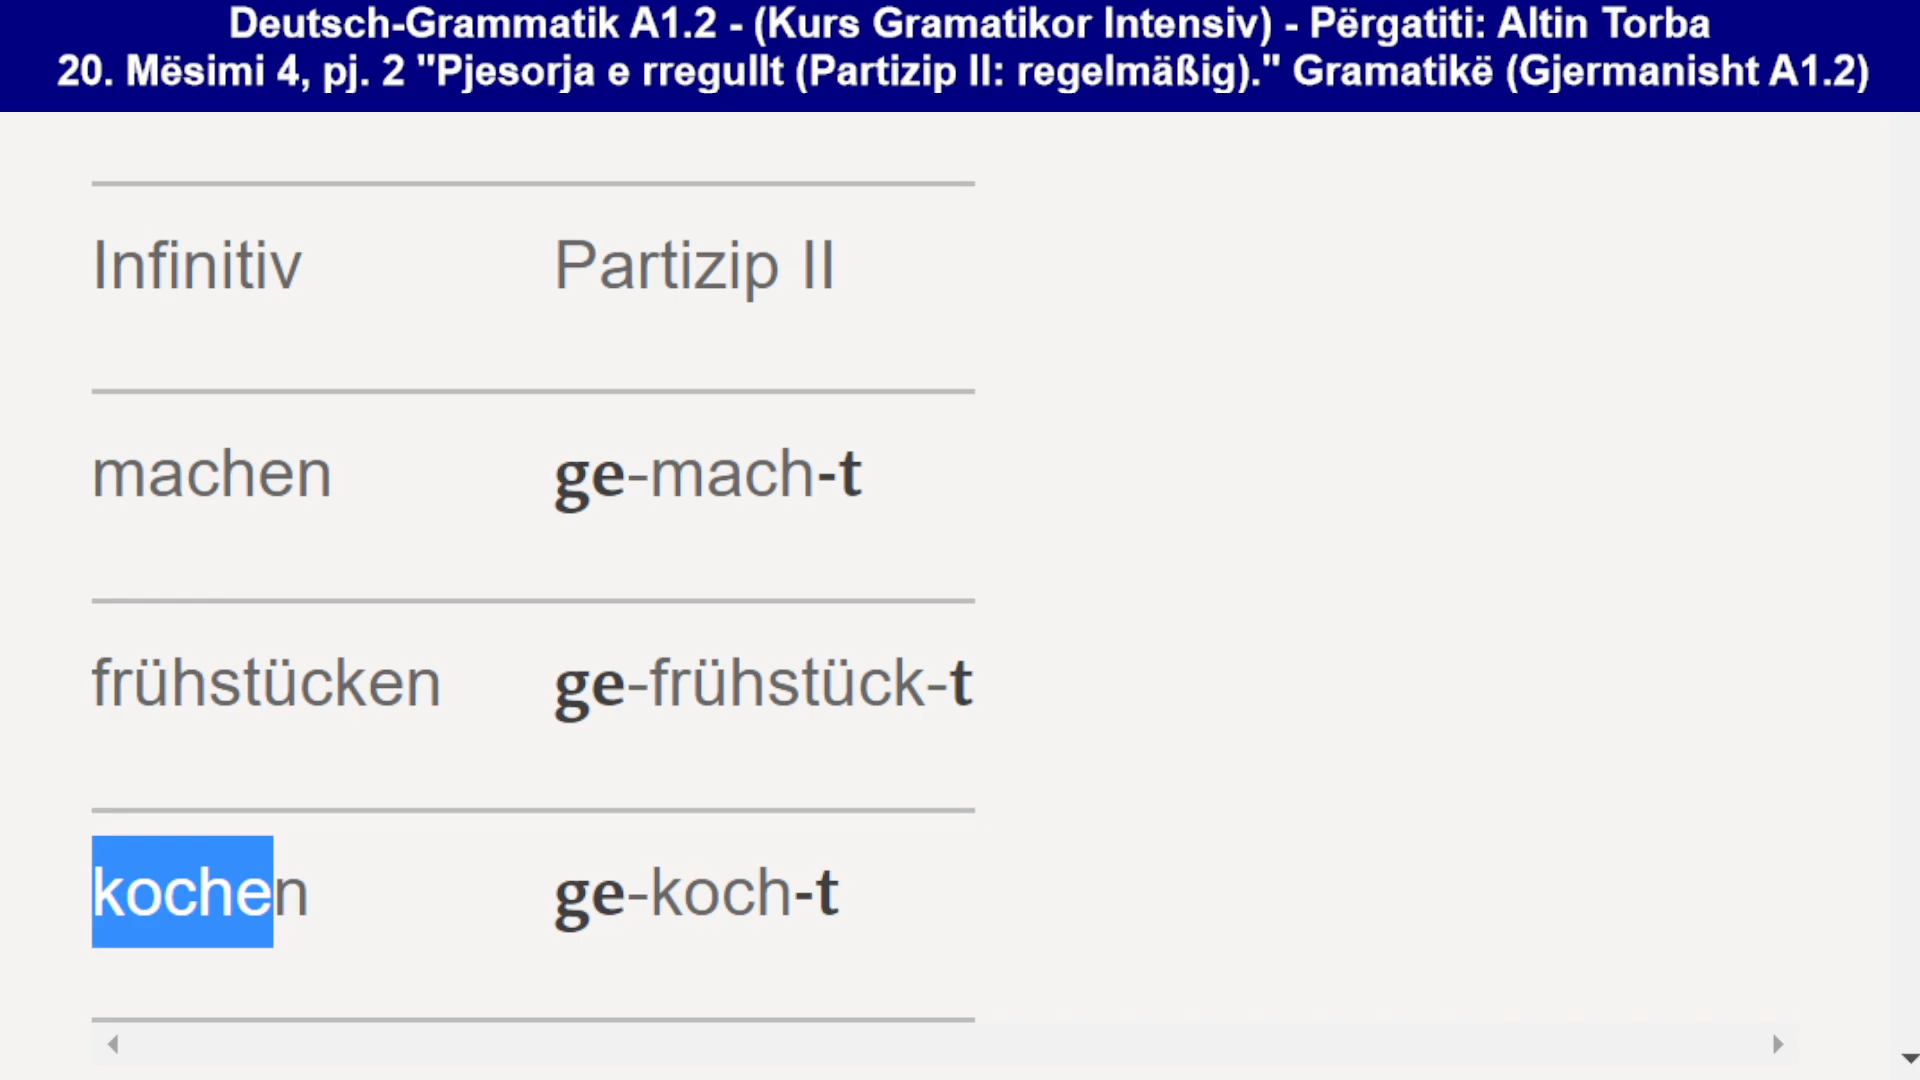 Deutsch-Grammatik A1.2 - (Kurs Gramatikor Intensiv) - Përgatiti: Altin Torba
20. Mësimi 4, pj. 2 "Pjesorja e rregullt (Partizip II: regelmäßig)." Gramatikë (Gjermanisht A1.2)
Infinitiv Partizip II
machen ge-mach-t
frühstücken ge-frühstück-t
kochen ge-koch-t